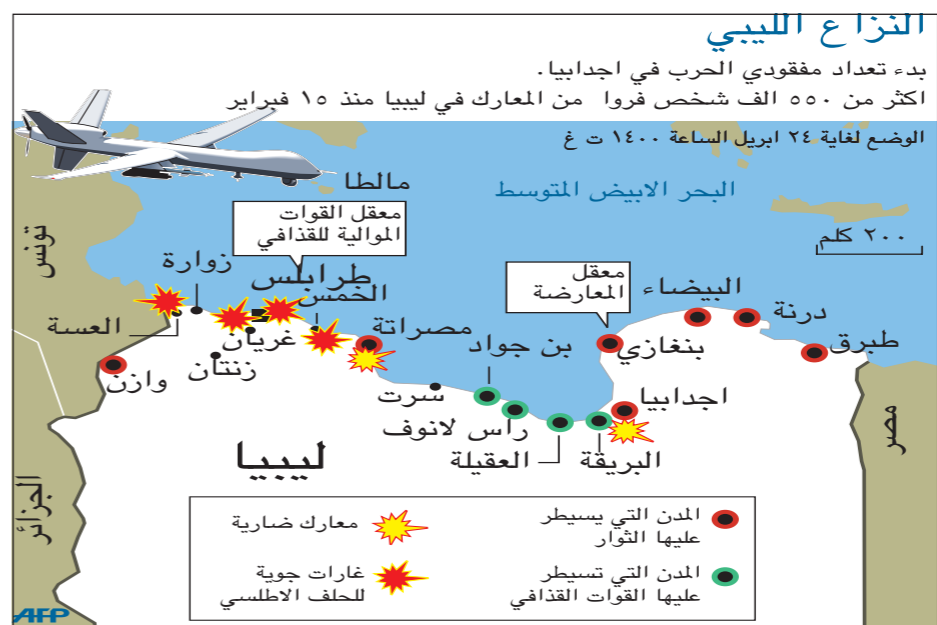 النزاع الليبي
بدء تعداد مفقودي الحرب في اجدابيا.
اكثر من ٥٥٠ الف شخص فروا من المعارك في ليبيا منذ ١٥ فبراير
الوضع لغاية ٢٤ ابريل الساعة ١٤٠٠ ت غ
البحر الابيض المتوسط
مالطا
٢٠٠ كلم
معقل القوات
الموالية للقذافي
معقل
المعارضة
تونس
زوارة
طرابلس
الخمس
العسة
غريان
زنتان
وازن
مصراتة
سرت
بن جواد
راس لانوف
العقيلة
البريقة
اجدابيا
بنغازي
البيضاء
درنة
طبرق
مصر
ليبيا
الجزائر
المدن التي يسيطر
عليها الثوار
معارك ضارية
المدن التي تسيطر
عليها القوات القذافي
غارات جوية
للحلف الاطلسي
AFP